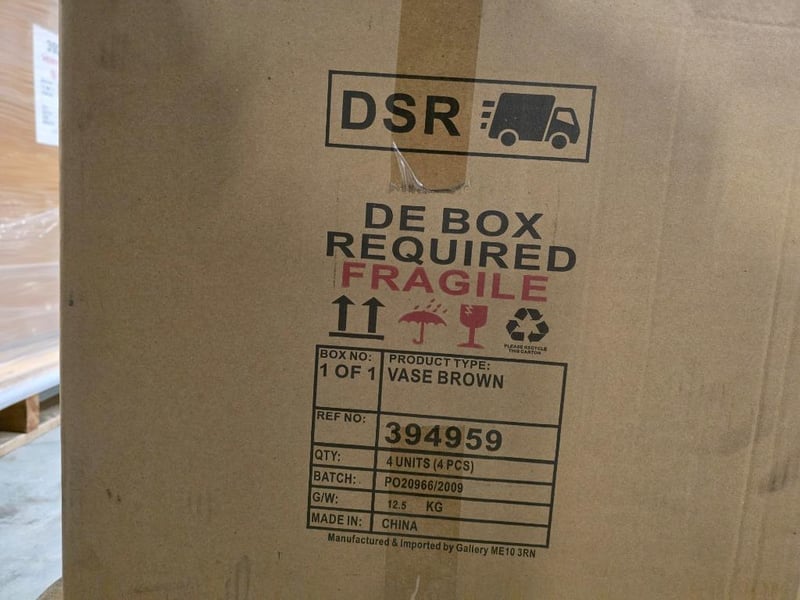 DSR
DE BOX
REQUIRED
FRAGILE
PLEASE RECYCLE
THIS CARTON
BOX NO: PRODUCT TYPE:
1 OF 1 VASE BROWN
REF NO: 394959
QTY: 4 UNITS (4 PCS)
BATCH: PO20966/2009
G/W: 12.5 KG
MADE IN: CHINA
Manufactured & Imported by Gallery ME10 3RN